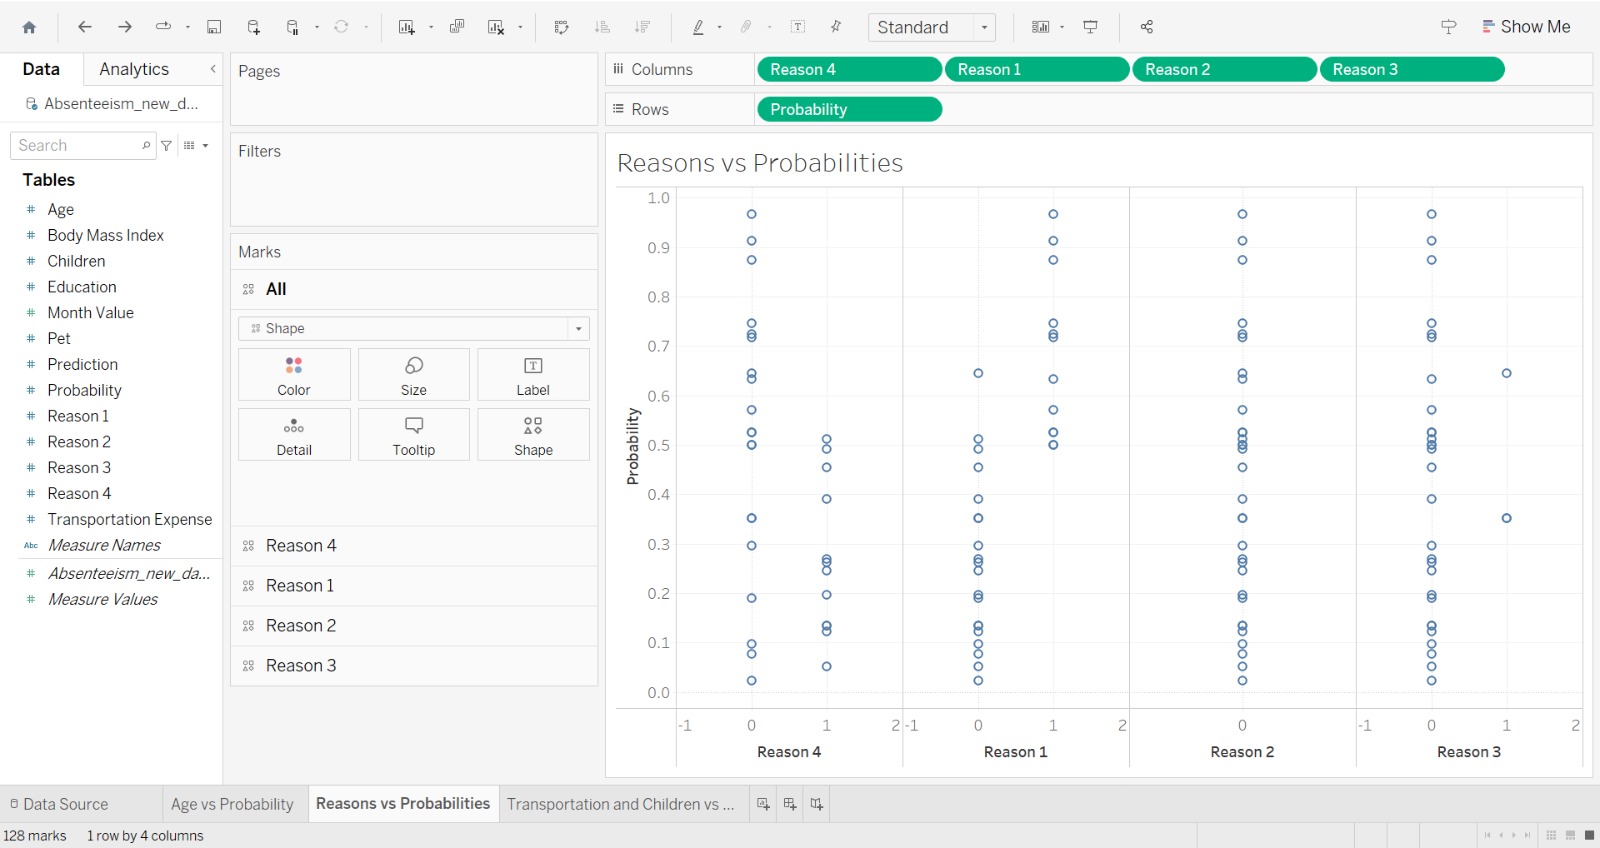 Standard
Show Me
Data
Analytics
Absenteeism_new_d...
Search
Tables
Age
Body Mass Index
Children
Education
Month Value
Pet
Prediction
Probability
Reason 1
Reason 2
Reason 3
Reason 4
Transportation Expense
Abc Measure Names
Absenteeism_new_da...
Measure Values
Pages
Filters
Marks
All
Shape
Color
Size
T
Label
Detail
Tooltip
Shape
Reason 4
Reason 1
Reason 2
Reason 3
Columns
Reason 4
Reason 1
Reason 2
Reason 3
Rows
Probability
Reasons vs Probabilities
1.0
0.9
0.8
0.7
0.6
0.5
0.4
0.3
0.2
0.1
0.0
Probability
-1 0 1 2
-1 0 1 2
0
-1 0 1 2
Reason 4
Reason 1
Reason 2
Reason 3
Data Source
Age vs Probability
Reasons vs Probabilities
Transportation and Children vs ...
128 marks
1 row by 4 columns